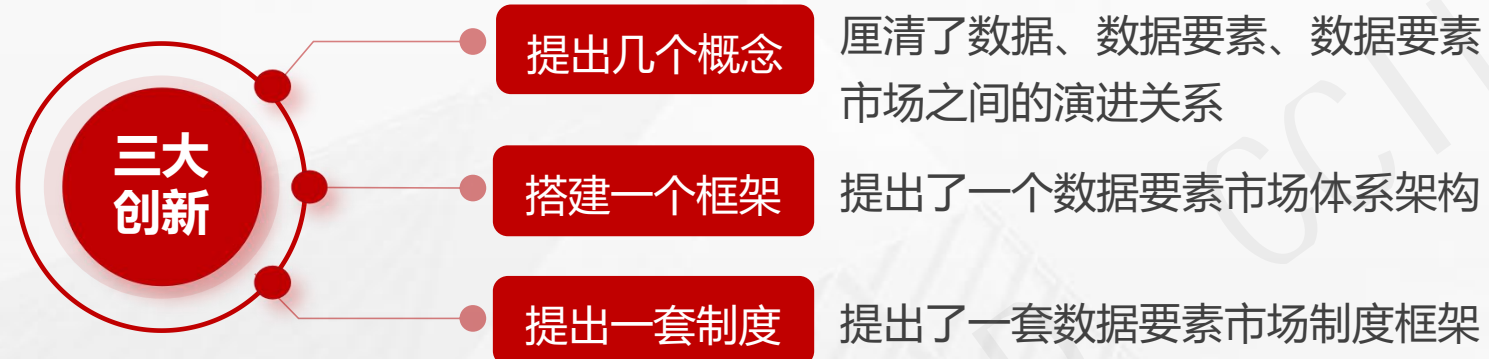 三大
创新
提出几个概念
厘清了数据、数据要素、数据要素
市场之间的演进关系
搭建一个框架
提出了一个数据要素市场体系架构
提出一套制度
提出了一套数据要素市场制度框架